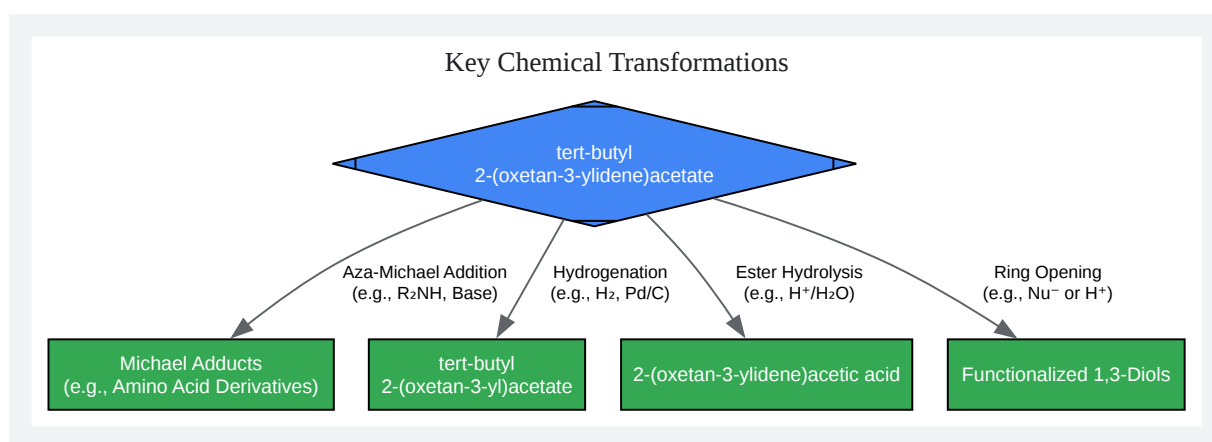 Key Chemical Transformations
tert-butyl
2-(oxetan-3-ylidene)acetate
Aza-Michael Addition
(e.g., R₂NH, Base)
Hydrogenation
(e.g., H₂, Pd/C)
Ester Hydrolysis
(e.g., H⁺/H₂O)
Ring Opening
(e.g., Nu⁻ or H⁺)
Michael Adducts
(e.g., Amino Acid Derivatives)
tert-butyl
2-(oxetan-3-yl)acetate
2-(oxetan-3-ylidene)acetic acid
Functionalized 1,3-Diols